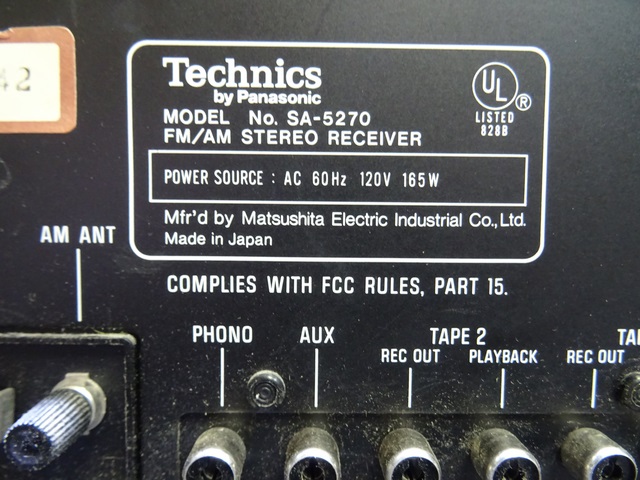 42
Technics
by Panasonic
MODEL No. SA-5270
FM/AM STEREO RECEIVER
UL ®
LISTED
828B
POWER SOURCE : AC 60Hz 120V 165W
Mfr'd by Matsushita Electric Industrial Co., Ltd.
Made in Japan
AM ANT
COMPLIES WITH FCC RULES, PART 15.
PHONO AUX TAPE 2
REC OUT PLAYBACK REC OUT